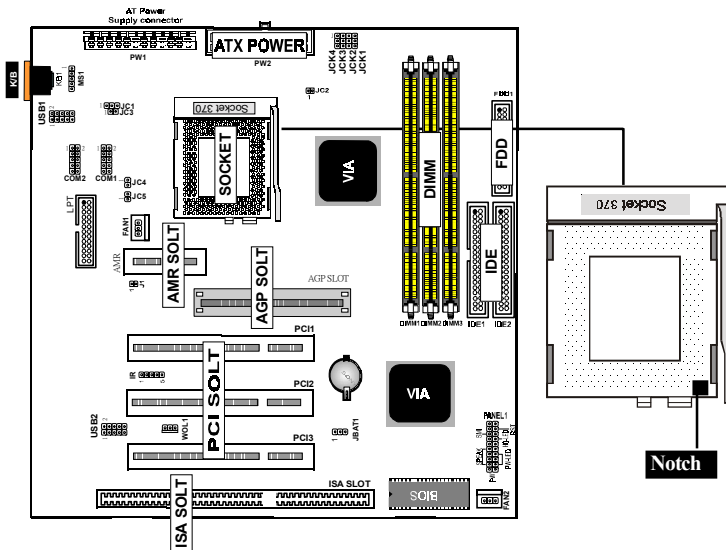 AT Power
Supply connector
PW1
ATX POWER
PW2
JCK4
JCK3
JCK2
JCK1
K/B
KB1
MS1
USB1
JC1
JC3
JC2
Socket 370
SOCKET
VIA
DIMM
FDD
COM2
COM1
JC4
JC5
LPT
FAN1
AMR
AMR SOLT
J1
AGP SOLT
AGP SLOT
IDE
DIMM1
DIMM2
DIMM3
IDE1
IDE2
Socket 370
PCI1
PCI SOLT
IR
1
5
PCI2
VIA
USB2
WOL1
JBAT1
PCI3
PANEL1
Notch
ISA SLOT
ISA SOLT
BIOS
FAN2